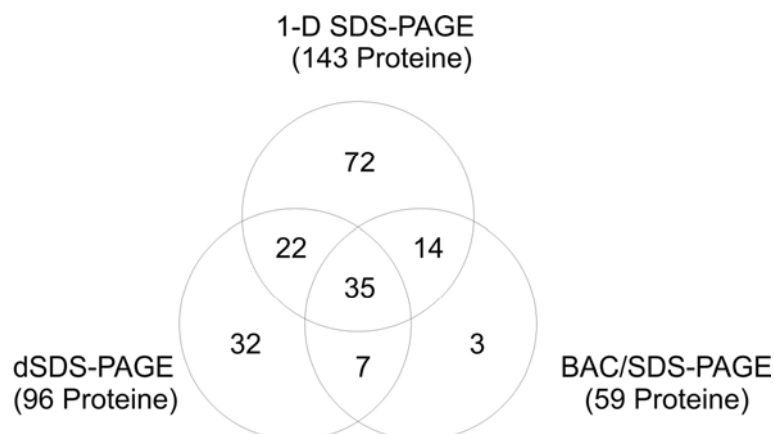 1-D SDS-PAGE
(143 Proteine)
72
22
14
35
32
7
3
dSDS-PAGE
(96 Proteine)
BAC/SDS-PAGE
(59 Proteine)